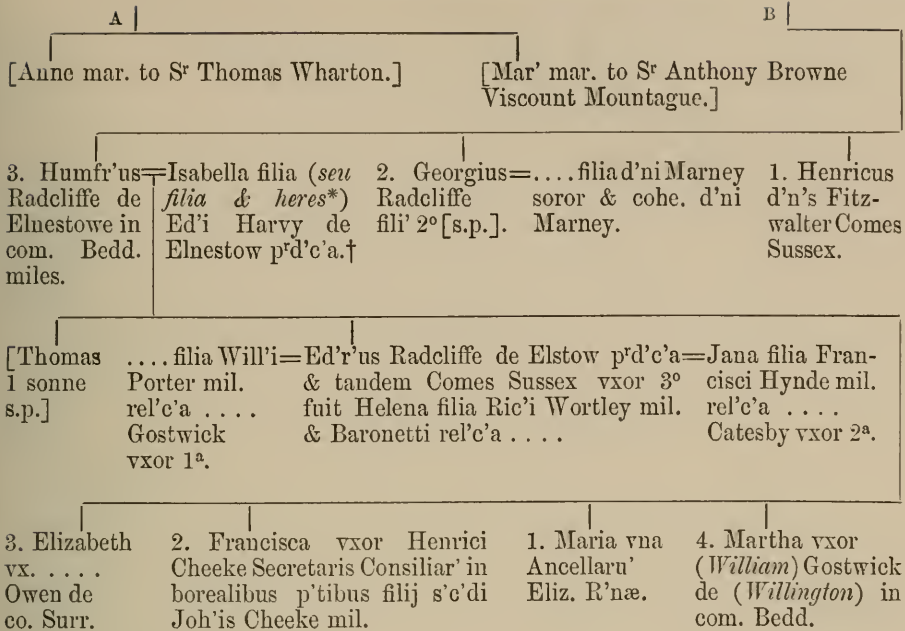 A B
[Anne mar. to Sʳ Thomas Wharton.]
[Mar' mar. to Sʳ Anthony Browne
Viscount Mountague.]
3. Humfr'us=
Radcliffe de
Elnestowe in
com. Bedd.
miles.
Isabella filia (seu
filia & heres*)
Ed'i Harvy de
Elnestow pʳd'c'a.†
2. Georgius=
Radcliffe
fili' 2º [s.p.].
. . . . filia d'ni Marney
soror & cohe. d'ni
Marney.
1. Henricus
d'n's Fitz-
walter Comes
Sussex.
[Thomas
1 sonne
s.p.]
. . . . filia Will'i=
Porter mil.
rel'c'a . . . .
Gostwick
vxor 1ª.
Ed'r'us Radcliffe de Elstow pʳd'c'a=
& tandem Comes Sussex vxor 3º
fuit Helena filia Ric'i Wortley mil.
& Baronetti rel'c'a . . . .
Jana filia Fran-
cisci Hynde mil.
rel'c'a . . . .
Catesby vxor 2ª.
3. Elizabeth
vx. . . . .
Owen de
co. Surr.
2. Francisca vxor Henrici
Cheeke Secretaris Consiliar' in
borealibus p'tibus filij s'c'di
Joh'is Cheeke mil.
1. Maria vna
Ancellaru'
Eliz. R'næ.
4. Martha vxor
(William) Gostwick
de (Willington) in
com. Bedd.